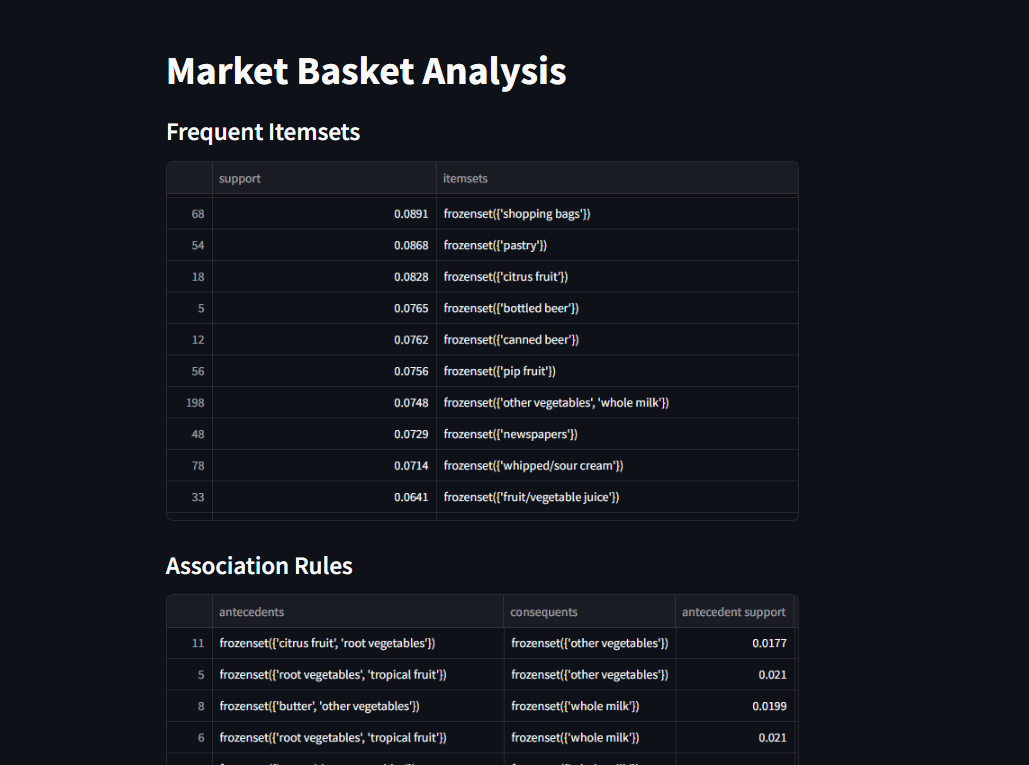 Market Basket Analysis
Frequent Itemsets
support itemsets
68 0.0891 frozenset({'shopping bags'})
54 0.0868 frozenset({'pastry'})
18 0.0828 frozenset({'citrus fruit'})
5 0.0765 frozenset({'bottled beer'})
12 0.0762 frozenset({'canned beer'})
56 0.0756 frozenset({'pip fruit'})
198 0.0748 frozenset({'other vegetables', 'whole milk'})
48 0.0729 frozenset({'newspapers'})
78 0.0714 frozenset({'whipped/sour cream'})
33 0.0641 frozenset({'fruit/vegetable juice'})
Association Rules
antecedents consequents antecedent support
11 frozenset({'citrus fruit', 'root vegetables'}) frozenset({'other vegetables'}) 0.0177
5 frozenset({'root vegetables', 'tropical fruit'}) frozenset({'other vegetables'}) 0.021
8 frozenset({'butter', 'other vegetables'}) frozenset({'whole milk'}) 0.0199
6 frozenset({'root vegetables', 'tropical fruit'}) frozenset({'whole milk'}) 0.021